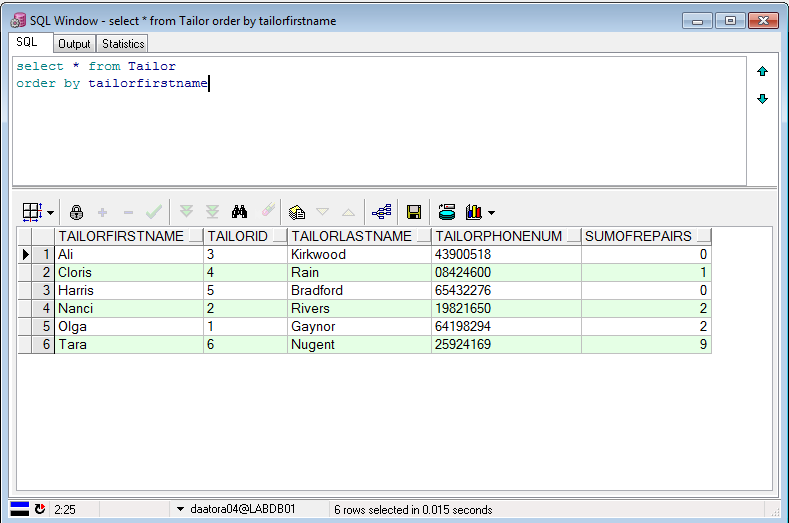 SQL Window - select * from Tailor order by tailorfirstname
SQL Output Statistics
select * from Tailor
order by tailorfirstname
TAILORFIRSTNAME TAILORID TAILORLASTNAME TAILORPHONENUM SUMOFREPAIRS
1 Ali 3 Kirkwood 43900518 0
2 Cloris 4 Rain 08424600 1
3 Harris 5 Bradford 65432276 0
4 Nanci 2 Rivers 19821650 2
5 Olga 1 Gaynor 64198294 2
6 Tara 6 Nugent 25924169 9
2:25 daatora04@LABDB01 6 rows selected in 0.015 seconds